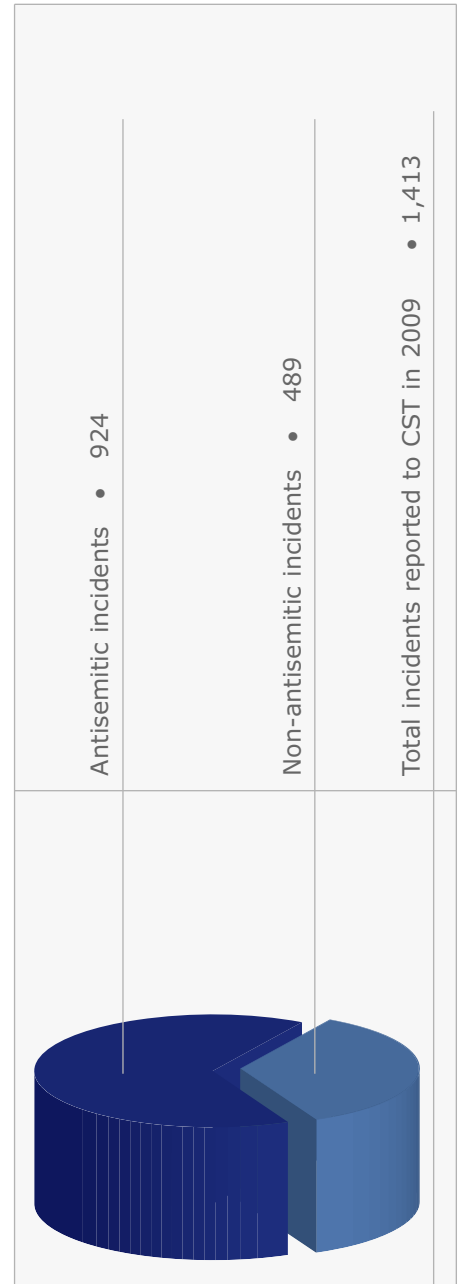 Antisemitic incidents • 924
Non-antisemitic incidents • 489
Total incidents reported to CST in 2009 • 1,413